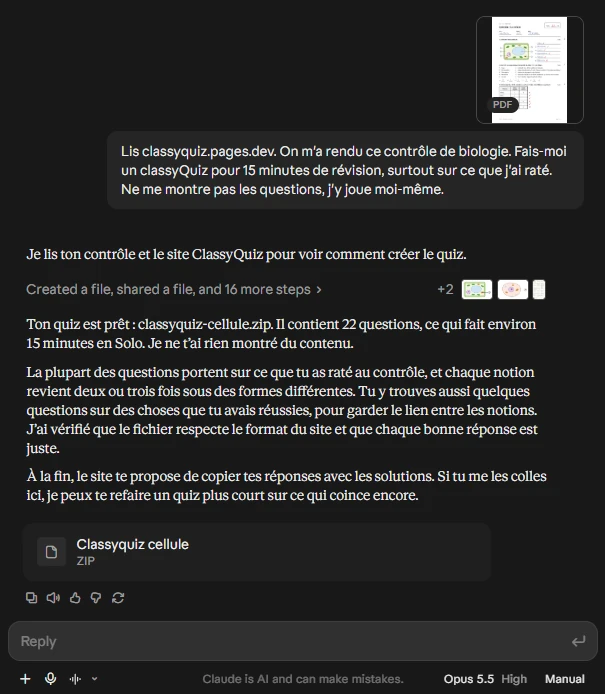 PDF
Lis classyquiz.pages.dev. On m'a rendu ce contrôle de biologie. Fais-moi
un classyQuiz pour 15 minutes de révision, surtout sur ce que j'ai raté.
Ne me montre pas les questions, j'y joue moi-même.
Je lis ton contrôle et le site ClassyQuiz pour voir comment créer le quiz.
Created a file, shared a file, and 16 more steps
+2
Ton quiz est prêt : classyquiz-cellule.zip. Il contient 22 questions, ce qui fait environ
15 minutes en Solo. Je ne t'ai rien montré du contenu.
La plupart des questions portent sur ce que tu as raté au contrôle, et chaque notion
revient deux ou trois fois sous des formes différentes. Tu y trouves aussi quelques
questions sur des choses que tu avais réussies, pour garder le lien entre les notions.
J'ai vérifié que le fichier respecte le format du site et que chaque bonne réponse est
juste.
À la fin, le site te propose de copier tes réponses avec les solutions. Si tu me les colles
ici, je peux te refaire un quiz plus court sur ce qui coince encore.
Classyquiz cellule
ZIP
Reply
Claude is AI and can make mistakes.
Opus 5.5 High
Manual